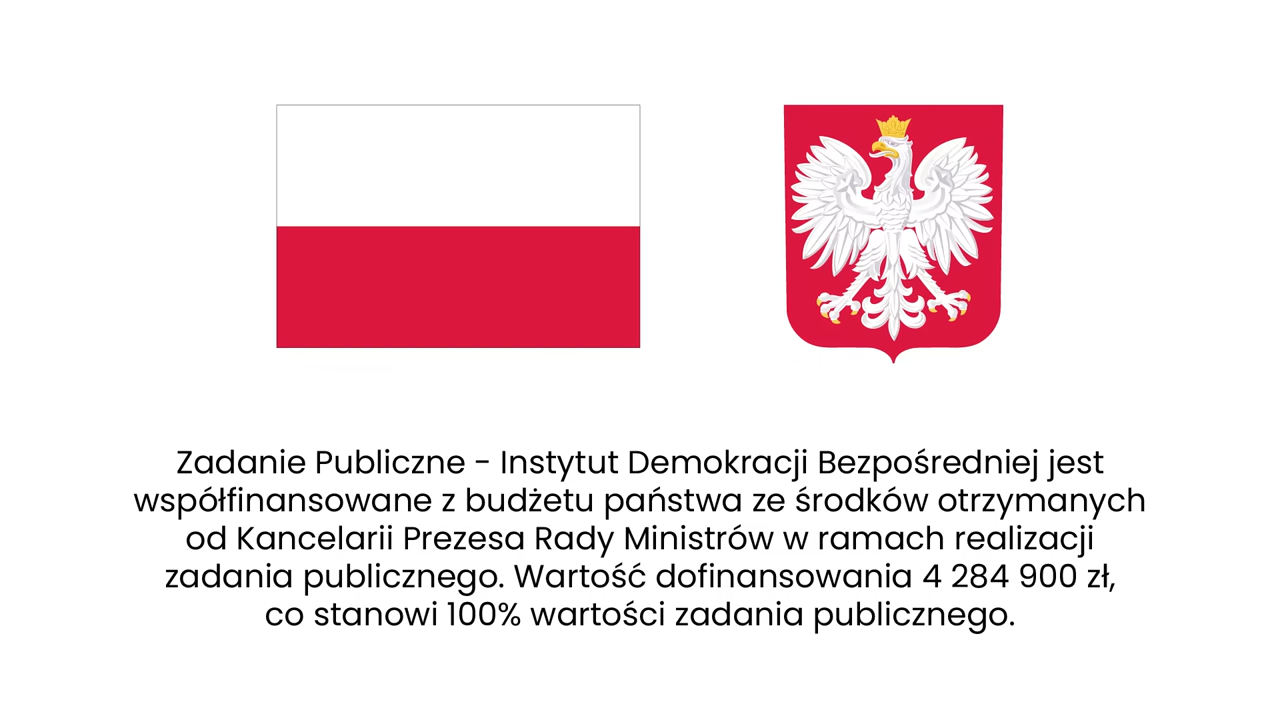 Zadanie Publiczne - Instytut Demokracji Bezpośredniej jest
współfinansowane z budżetu państwa ze środków otrzymanych
od Kancelarii Prezesa Rady Ministrów w ramach realizacji
zadania publicznego. Wartość dofinansowania 4 284 900 zł,
co stanowi 100% wartości zadania publicznego.